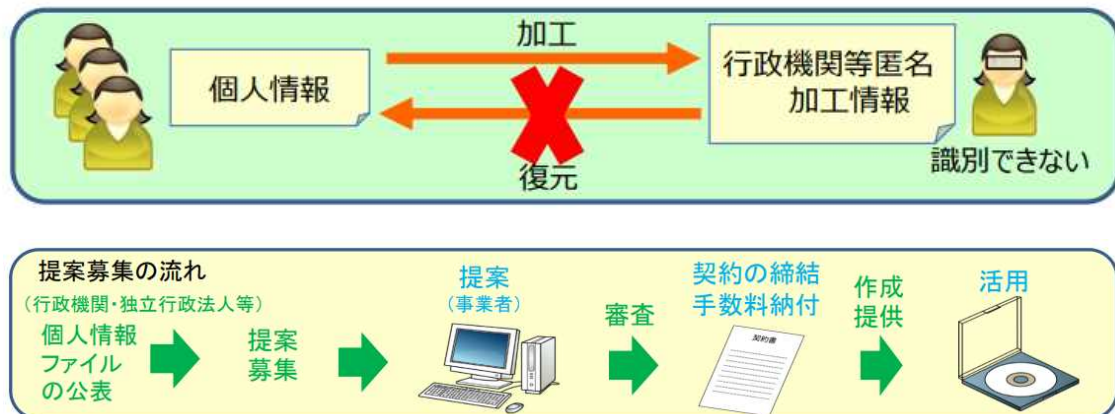 加工
個人情報
行政機関等匿名
加工情報
復元
識別できない
提案募集の流れ
(行政機関・独立行政法人等)
個人情報
ファイル
の公表
提案
募集
提案
(事業者)
審査
契約の締結
手数料納付
契約書
作成
提供
活用